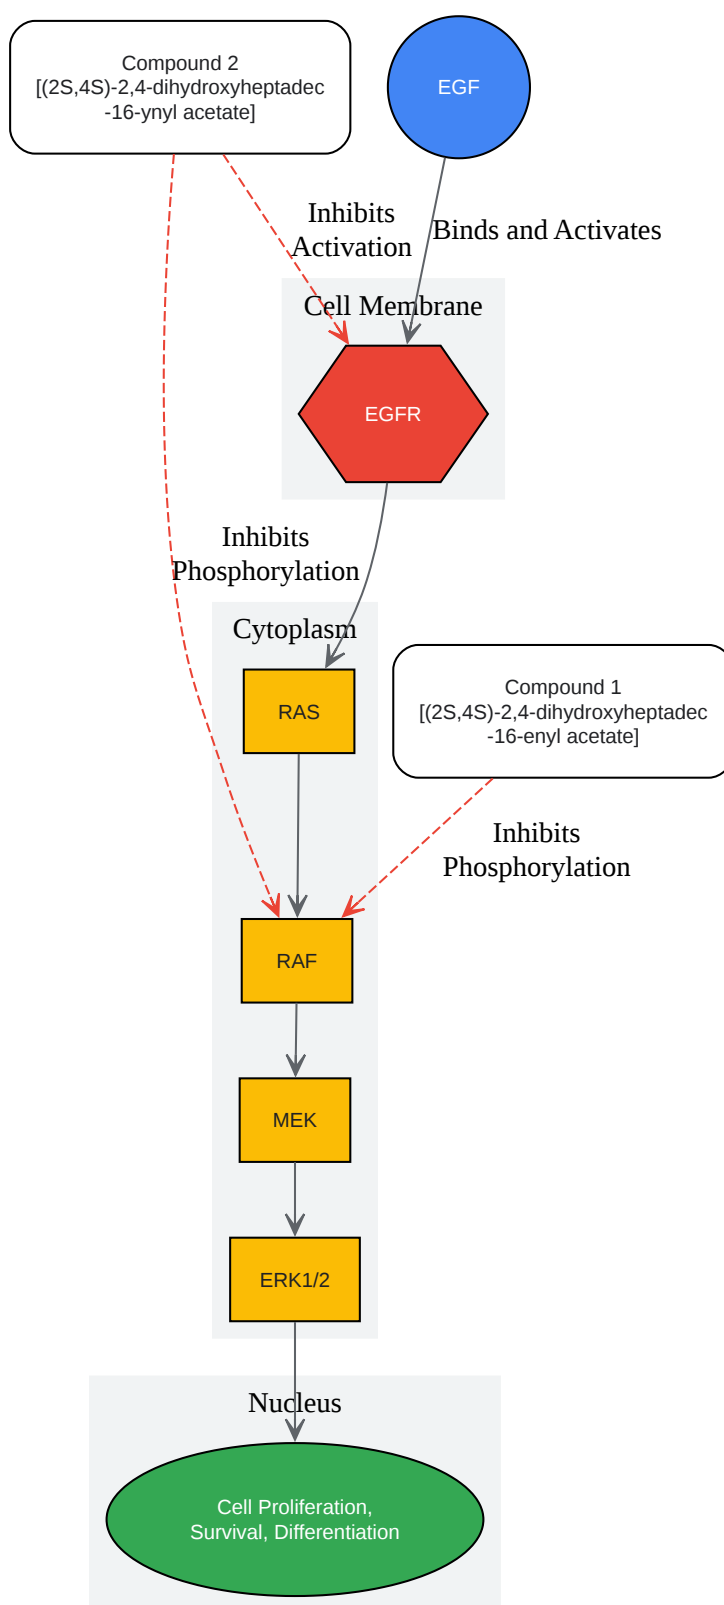 Compound 2
[(2S,4S)-2,4-dihydroxyheptadec
-16-ynyl acetate]
EGF
Inhibits
Activation
Binds and Activates
Cell Membrane
EGFR
Inhibits
Phosphorylation
Cytoplasm
RAS
Compound 1
[(2S,4S)-2,4-dihydroxyheptadec
-16-enyl acetate]
Inhibits
Phosphorylation
RAF
MEK
ERK1/2
Nucleus
Cell Proliferation,
Survival, Differentiation